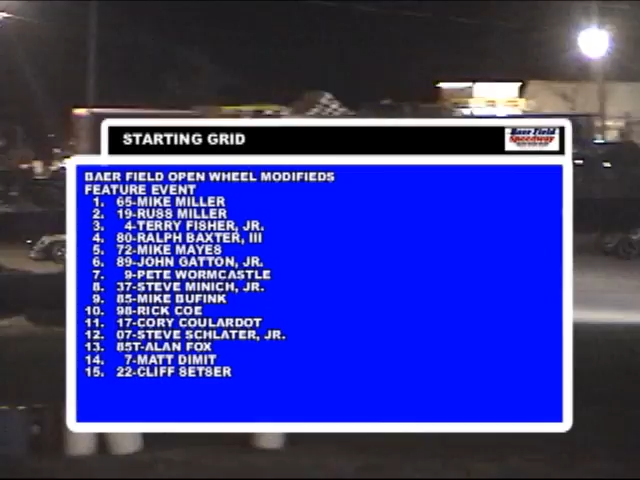 STARTING GRID
Baer Field
Speedway
BAER FIELD OPEN WHEEL MODIFIEDS
FEATURE EVENT
1. 65-MIKE MILLER
2. 19-RUSS MILLER
3. 4-TERRY FISHER, JR.
4. 80-RALPH BAXTER, III
5. 72-MIKE MAYES
6. 89-JOHN GATTON, JR.
7. 9-PETE WORMCASTLE
8. 37-STEVE MINICH, JR.
9. 85-MIKE BUFINK
10. 98-RICK COE
11. 17-CORY COULARDOT
12. 07-STEVE SCHLATER, JR.
13. 85T-ALAN FOX
14. 7-MATT DIMIT
15. 22-CLIFF SETSER